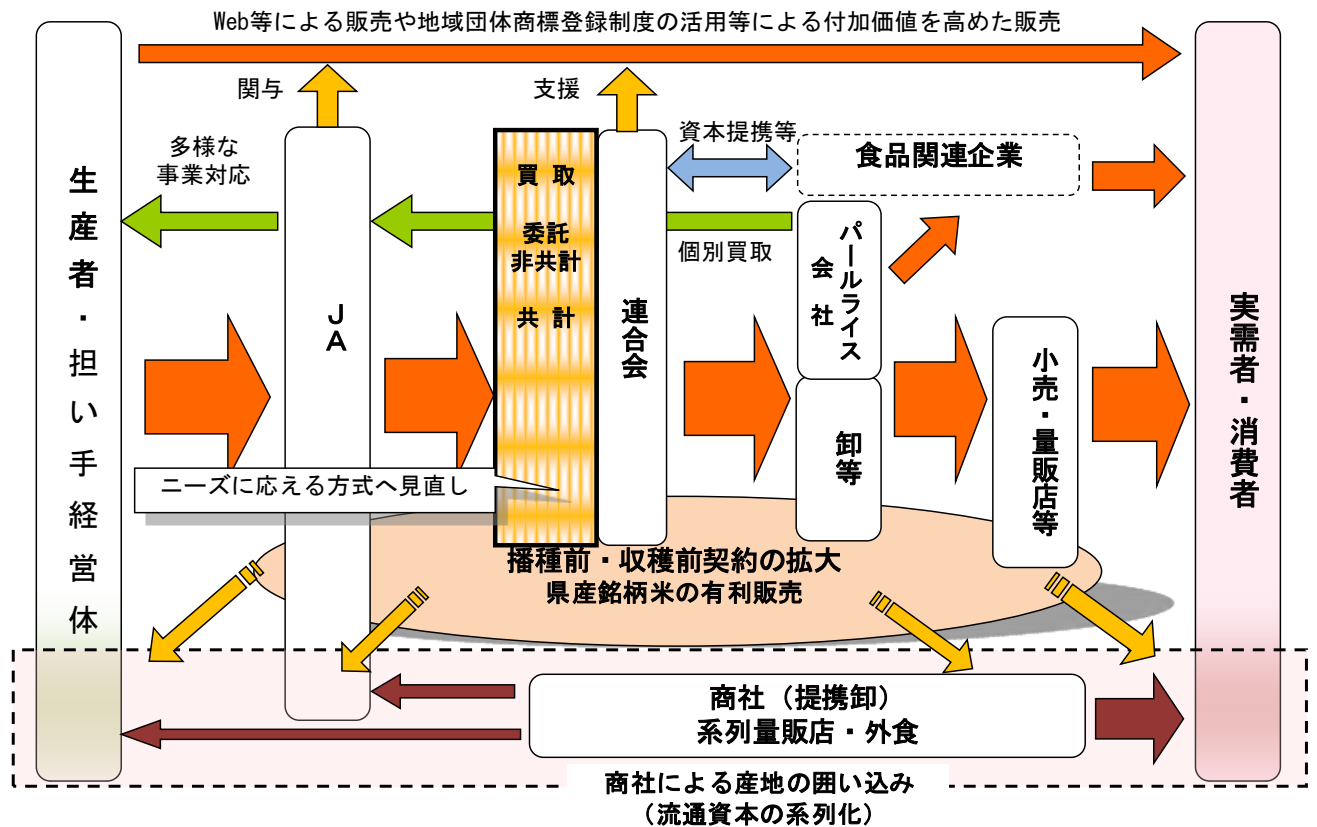 Web等による販売や地域団体商標登録制度の活用等による付加価値を高めた販売
関与
支援
多様な
事業対応
資本提携等
食品関連企業
生産者・担い手経営体
JA
買取
委託
非共計
共計
連合会
個別買取
パールライス
会社
卸等
小売・量販店等
実需者・消費者
ニーズに応える方式へ見直し
播種前・収穫前契約の拡大
県産銘柄米の有利販売
商社（提携卸）
系列量販店・外食
商社による産地の囲い込み
（流通資本の系列化）